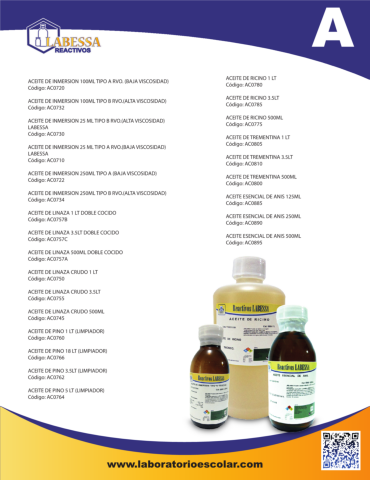 LABESSA
REACTIVOS
A
ACEITE DE INMERSION 100ML TIPO A RVO. (BAJA VISCOSIDAD)
Código: AC0720
ACEITE DE INMERSION 100ML TIPO B RVO.(ALTA VISCOSIDAD)
Código: AC0732
ACEITE DE INMERSION 25 ML TIPO B RVO.(ALTA VISCOSIDAD)
LABESSA
Código: AC0730
ACEITE DE INMERSION 25 ML TIPO A RVO.(BAJA VISCOSIDAD)
LABESSA
Código: AC0710
ACEITE DE INMERSION 250ML TIPO A (BAJA VISCOSIDAD)
Código: AC0722
ACEITE DE INMERSION 250ML TIPO B RVO.(ALTA VISCOSIDAD)
Código: AC0734
ACEITE DE LINAZA 1 LT DOBLE COCIDO
Código: AC0757B
ACEITE DE LINAZA 3.5LT DOBLE COCIDO
Código: AC0757C
ACEITE DE LINAZA 500ML DOBLE COCIDO
Código: AC0757A
ACEITE DE LINAZA CRUDO 1 LT
Código: AC0750
ACEITE DE LINAZA CRUDO 3.5LT
Código: AC0755
ACEITE DE LINAZA CRUDO 500ML
Código: AC0745
ACEITE DE PINO 1 LT (LIMPIADOR)
Código: AC0760
ACEITE DE PINO 18 LT (LIMPIADOR)
Código: AC0766
ACEITE DE PINO 3.5LT (LIMPIADOR)
Código: AC0762
ACEITE DE PINO 5 LT (LIMPIADOR)
Código: AC0764
ACEITE DE RICINO 1 LT
Código: AC0780
ACEITE DE RICINO 3.5LT
Código: AC0785
ACEITE DE RICINO 500ML
Código: AC0775
ACEITE DE TREMENTINA 1 LT
Código: AC0805
ACEITE DE TREMENTINA 3.5LT
Código: AC0810
ACEITE DE TREMENTINA 500ML
Código: AC0800
ACEITE ESENCIAL DE ANIS 125ML
Código: AC0885
ACEITE ESENCIAL DE ANIS 250ML
Código: AC0890
ACEITE ESENCIAL DE ANIS 500ML
Código: AC0895
Reactivos LABESSA
ACEITE DE RICINO
Reactivos LABESSA
Reactivos LABESSA
ACEITE ESENCIAL DE ANIS
www.laboratorioescolar.com